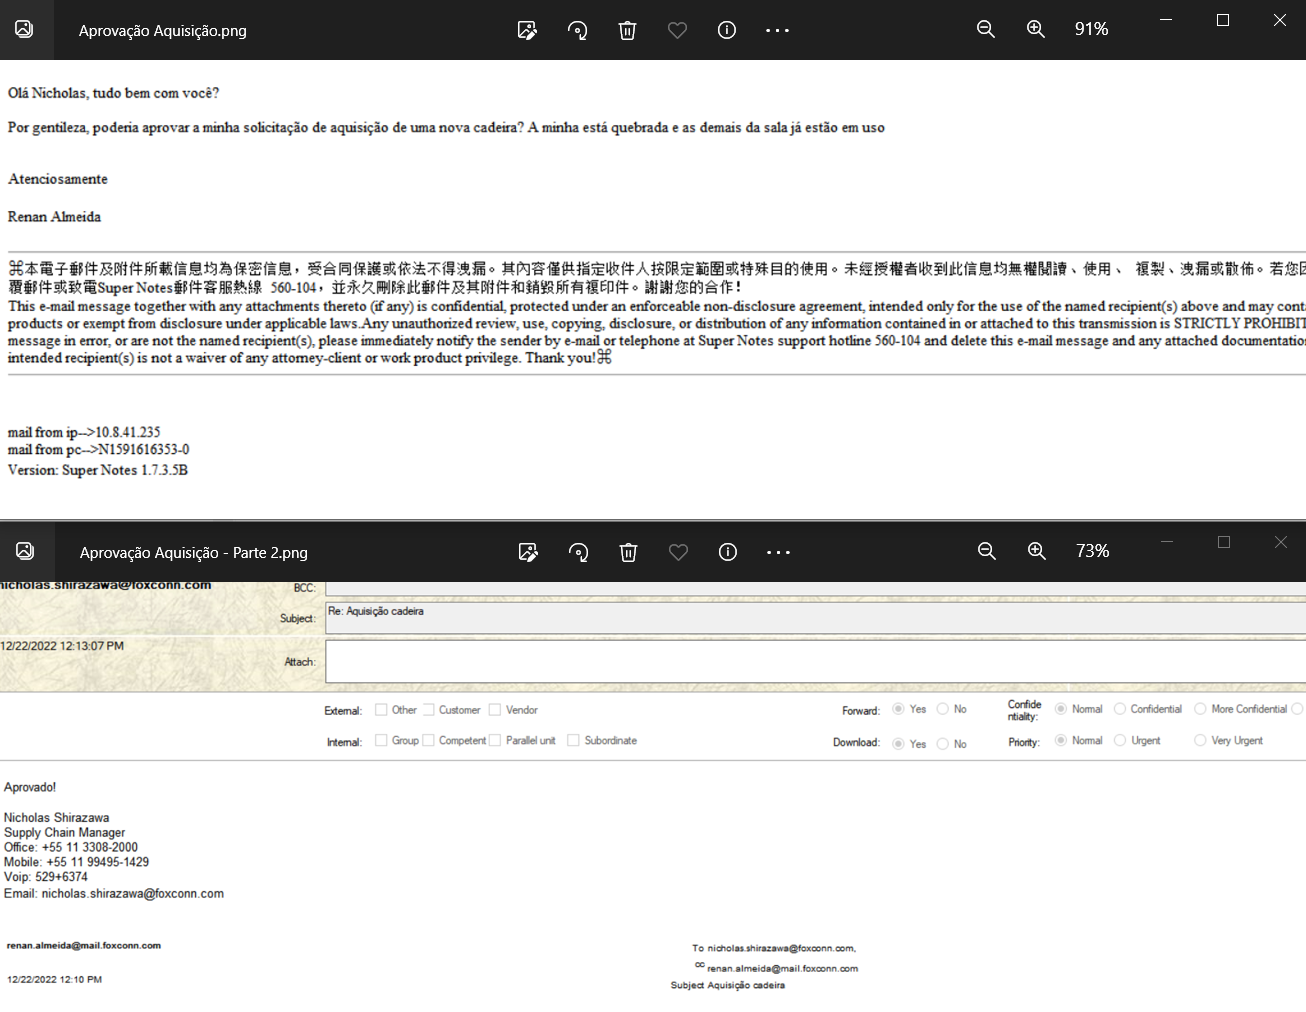 Aprovação Aquisição.png
91%
Olá Nicholas, tudo bem com você?
Por gentileza, poderia aprovar a minha solicitação de aquisição de uma nova cadeira? A minha está quebrada e as demais da sala já estão em uso
Atenciosamente
Renan Almeida
⌘本電子郵件及附件所載信息均為保密信息，受合同保護或依法不得洩漏。其內容僅供指定收件人按限定範圍或特殊目的使用。未經授權者收到此信息均無權閱讀、使用、 複製、洩漏或散佈。若您因
覆郵件或致電Super Notes郵件客服熱線 560-104，並永久刪除此郵件及其附件和銷毀所有複印件。謝謝您的合作！
This e-mail message together with any attachments thereto (if any) is confidential, protected under an enforceable non-disclosure agreement, intended only for the use of the named recipient(s) above and may cont
products or exempt from disclosure under applicable laws.Any unauthorized review, use, copying, disclosure, or distribution of any information contained in or attached to this transmission is STRICTLY PROHIBIT
message in error, or are not the named recipient(s), please immediately notify the sender by e-mail or telephone at Super Notes support hotline 560-104 and delete this e-mail message and any attached documentatio
intended recipient(s) is not a waiver of any attorney-client or work product privilege. Thank you!⌘
mail from ip-->10.8.41.235
mail from pc-->N1591616353-0
Version: Super Notes 1.7.3.5B
Aprovação Aquisição - Parte 2.png
73%
nicholas.shirazawa@foxconn.com
BCC:
Subject: Re: Aquisição cadeira
12/22/2022 12:13:07 PM
Attach:
External: Other Customer Vendor Forward: Yes No Confidentiality: Normal Confidential More Confidential
Internal: Group Competent Parallel unit Subordinate Download: Yes No Priority: Normal Urgent Very Urgent
Aprovado!
Nicholas Shirazawa
Supply Chain Manager
Office: +55 11 3308-2000
Mobile: +55 11 99495-1429
Voip: 529+6374
Email: nicholas.shirazawa@foxconn.com
renan.almeida@mail.foxconn.com
To nicholas.shirazawa@foxconn.com,
cc renan.almeida@mail.foxconn.com
12/22/2022 12:10 PM
Subject Aquisição cadeira